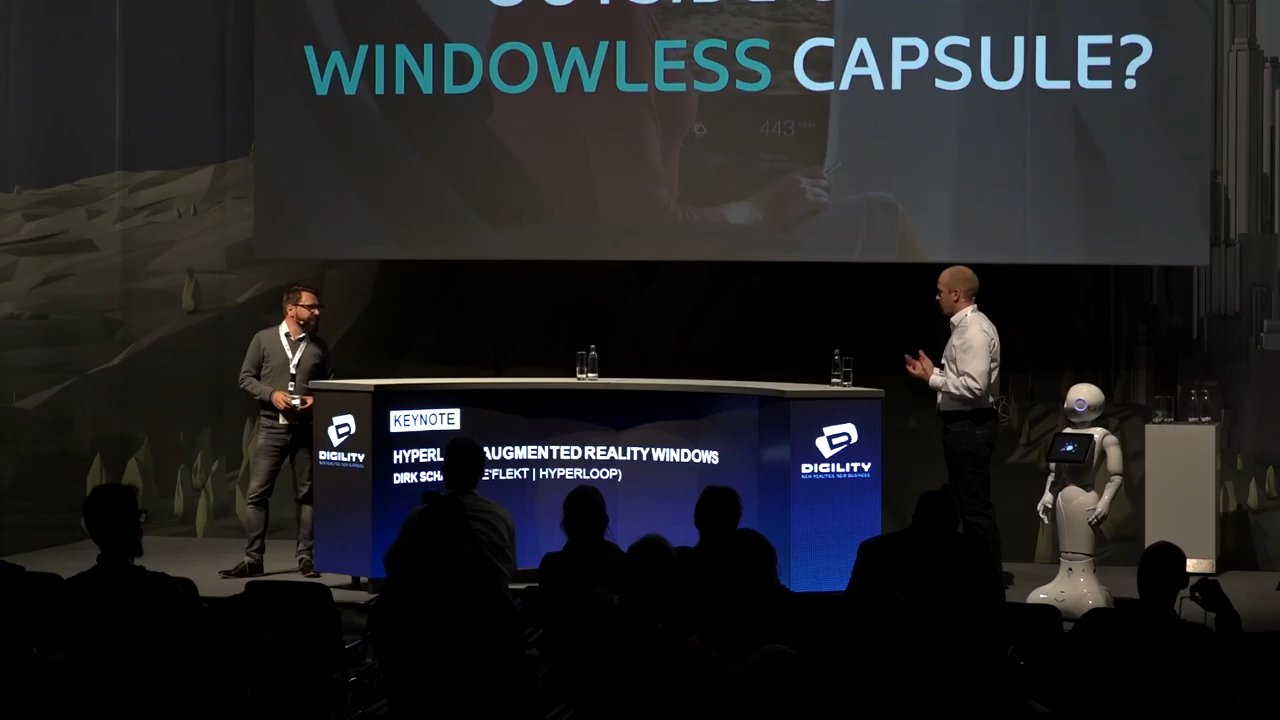 WINDOWLESS CAPSULE?
443 MPH
KEYNOTE
HYPERL AUGMENTED REALITY WINDOWS
DIRK SCH E'FLEKT | HYPERLOOP)
DIGILITY
NEW REALITIES. NEW BUSINESS
DIGILITY
NEW REALITIES. NEW BUSINESS